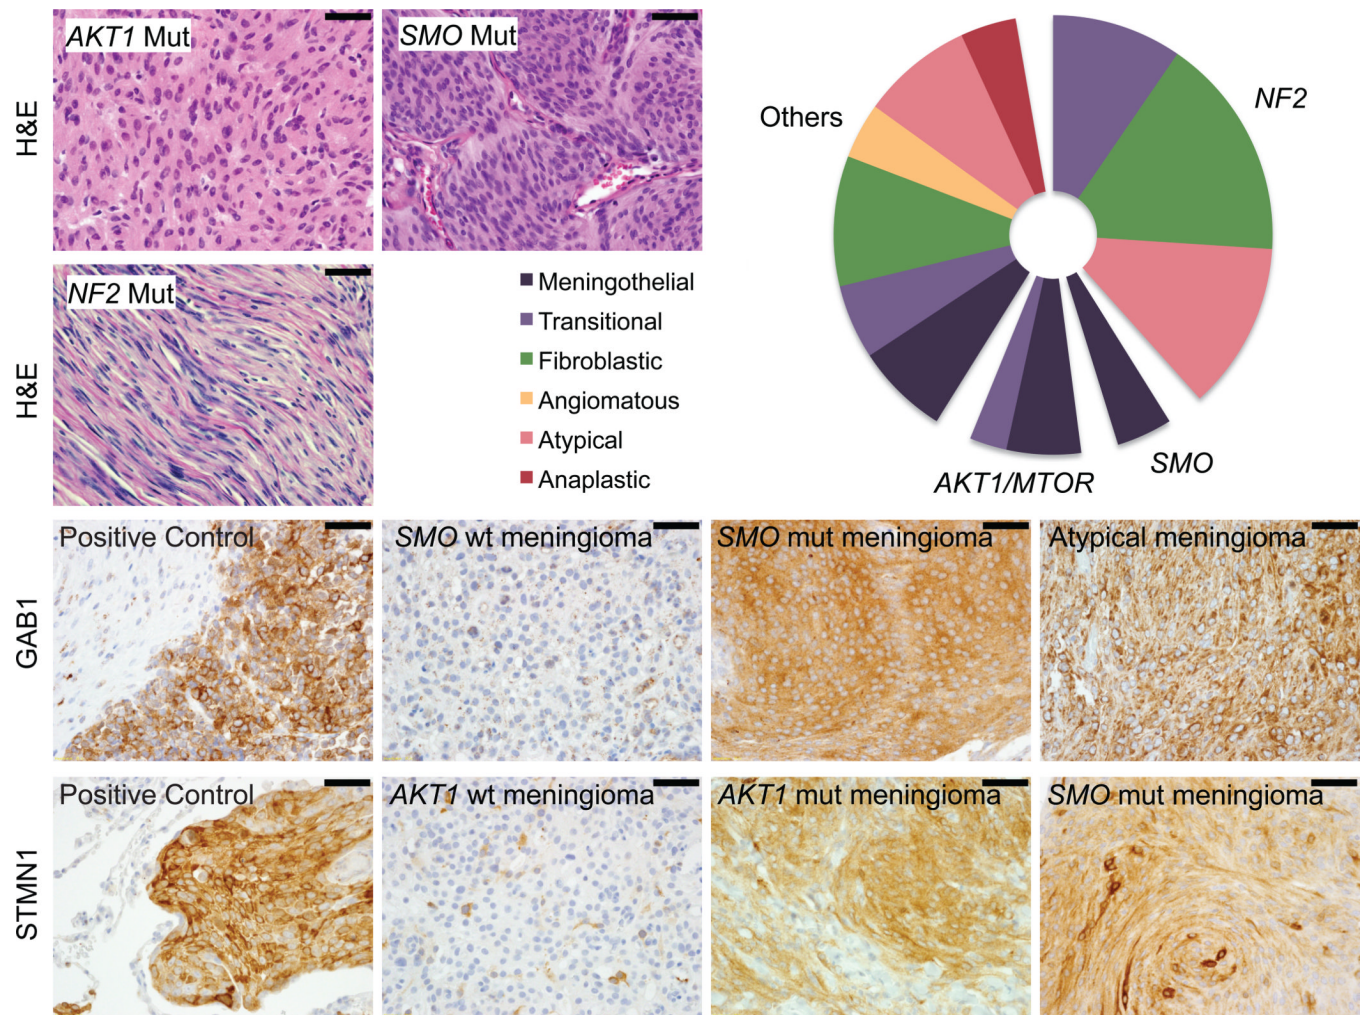 H&E
AKT1 Mut
SMO Mut
Others
NF2
H&E
NF2 Mut
Meningothelial
Transitional
Fibroblastic
Angiomatous
Atypical
Anaplastic
AKT1/MTOR
SMO
GAB1
Positive Control
SMO wt meningioma
SMO mut meningioma
Atypical meningioma
STMN1
Positive Control
AKT1 wt meningioma
AKT1 mut meningioma
SMO mut meningioma